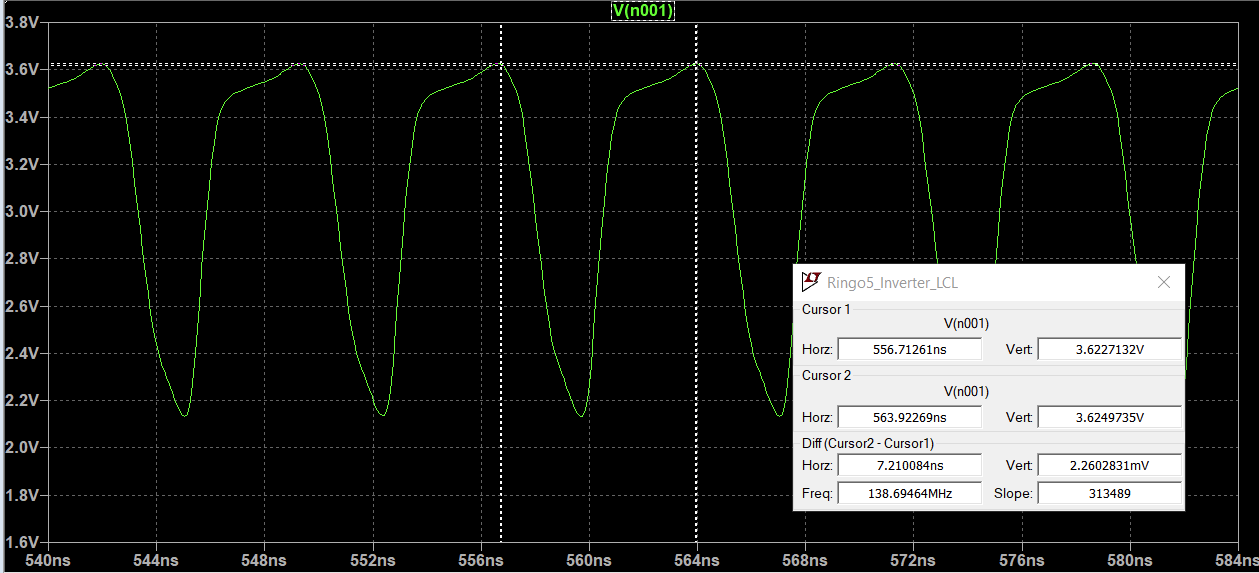 V(n001)
3.8V
3.6V
3.4V
3.2V
3.0V
2.8V
2.6V
2.4V
2.2V
2.0V
1.8V
1.6V
540ns 544ns 548ns 552ns 556ns 560ns 564ns 568ns 572ns 576ns 580ns 584ns
Ringo5_Inverter_LCL
Cursor 1
V(n001)
Horz: 556.71261ns Vert: 3.6227132V
Cursor 2
V(n001)
Horz: 563.92269ns Vert: 3.6249735V
Diff (Cursor2 - Cursor1)
Horz: 7.210084ns Vert: 2.2602831mV
Freq: 138.69464MHz Slope: 313489